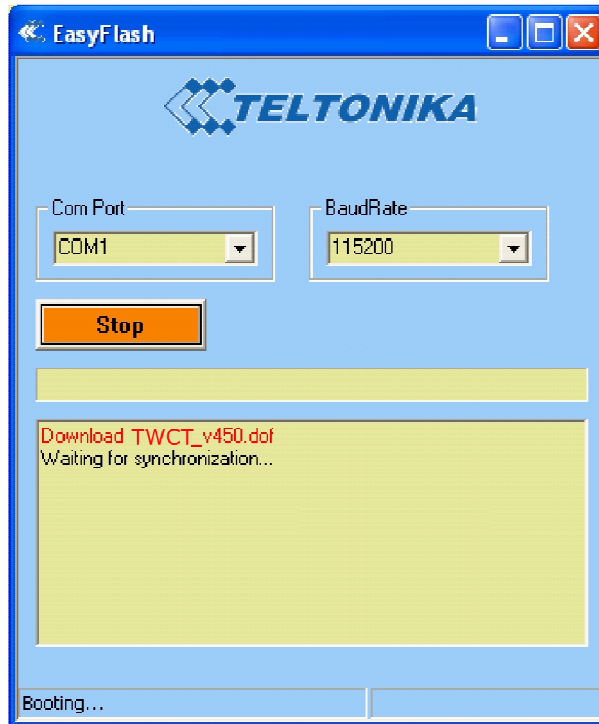 EasyFlash
TELTONIKA
Com Port
BaudRate
COM1
115200
Stop
Download TWCT_v450.dof
Waiting for synchronization...
Booting...